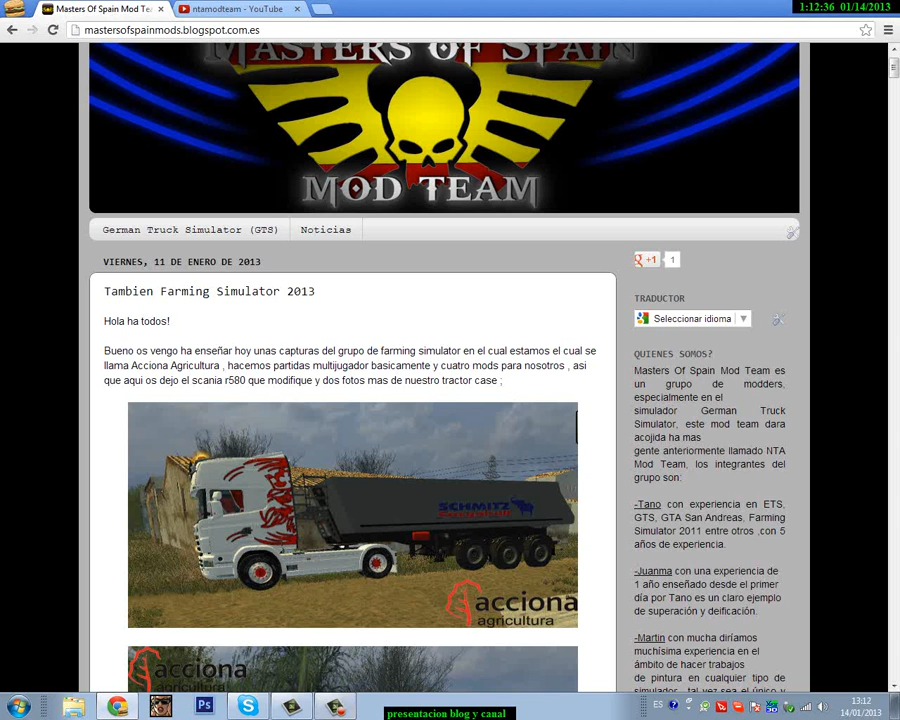 Masters Of Spain Mod Tea
ntamodteam - YouTube
1:12:36 01/14/2013
mastersofspainmods.blogspot.com.es
MASTERS OF SPAIN
MOD TEAM
German Truck Simulator (GTS)
Noticias
VIERNES, 11 DE ENERO DE 2013
Tambien Farming Simulator 2013
Hola ha todos!
Bueno os vengo ha enseñar hoy unas capturas del grupo de farming simulator en el cual estamos el cual se
llama Acciona Agricultura , hacemos partidas multijugador basicamente y cuatro mods para nosotros , asi
que aqui os dejo el scania r580 que modifique y dos fotos mas de nuestro tractor case ;
SCHMITZ
acciona
agricultura
acciona
+1
1
TRADUCTOR
Seleccionar idioma
QUIENES SOMOS?
Masters Of Spain Mod Team es
un grupo de modders,
especialmente en el
simulador German Truck
Simulator, este mod team dara
acojida ha mas
gente anteriormente llamado NTA
Mod Team, los integrantes del
grupo son:
-Tano con experiencia en ETS,
GTS, GTA San Andreas, Farming
Simulator 2011 entre otros ,con 5
años de experiencia.
-Juanma con una experiencia de
1 año enseñado desde el primer
día por Tano es un claro ejemplo
de superación y deificación.
-Martin con mucha diríamos
muchísima experiencia en el
ámbito de hacer trabajos
de pintura en cualquier tipo de
simulador , tal vez sea el único y
Ps
ES
13:12
14/01/2013
presentacion blog y canal